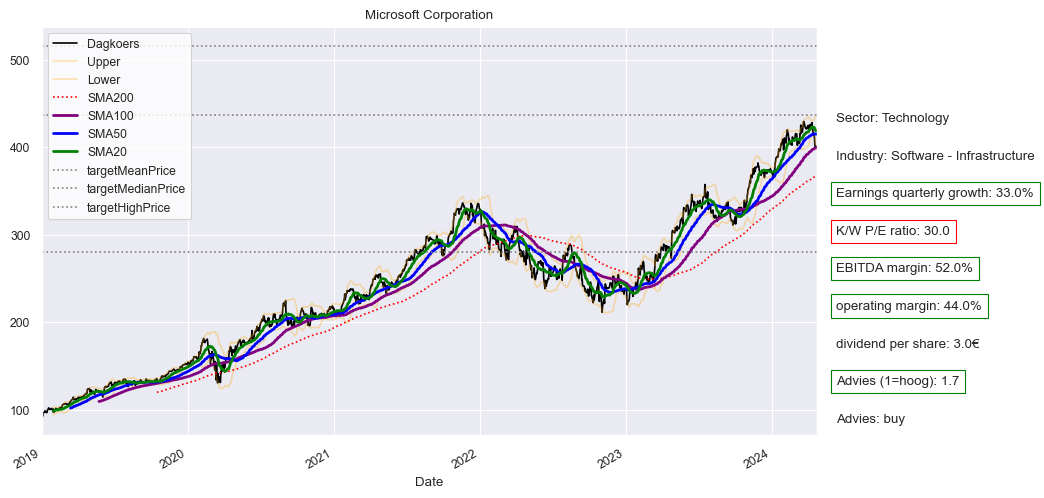 Microsoft Corporation
Dagkoers
Upper
Lower
SMA200
SMA100
SMA50
SMA20
targetMeanPrice
targetMedianPrice
targetHighPrice
500
400
300
200
100
2019
2020
2021
2022
2023
2024
Date
Sector: Technology
Industry: Software - Infrastructure
Earnings quarterly growth: 33.0%
K/W P/E ratio: 30.0
EBITDA margin: 52.0%
operating margin: 44.0%
dividend per share: 3.0€
Advies (1=hoog): 1.7
Advies: buy